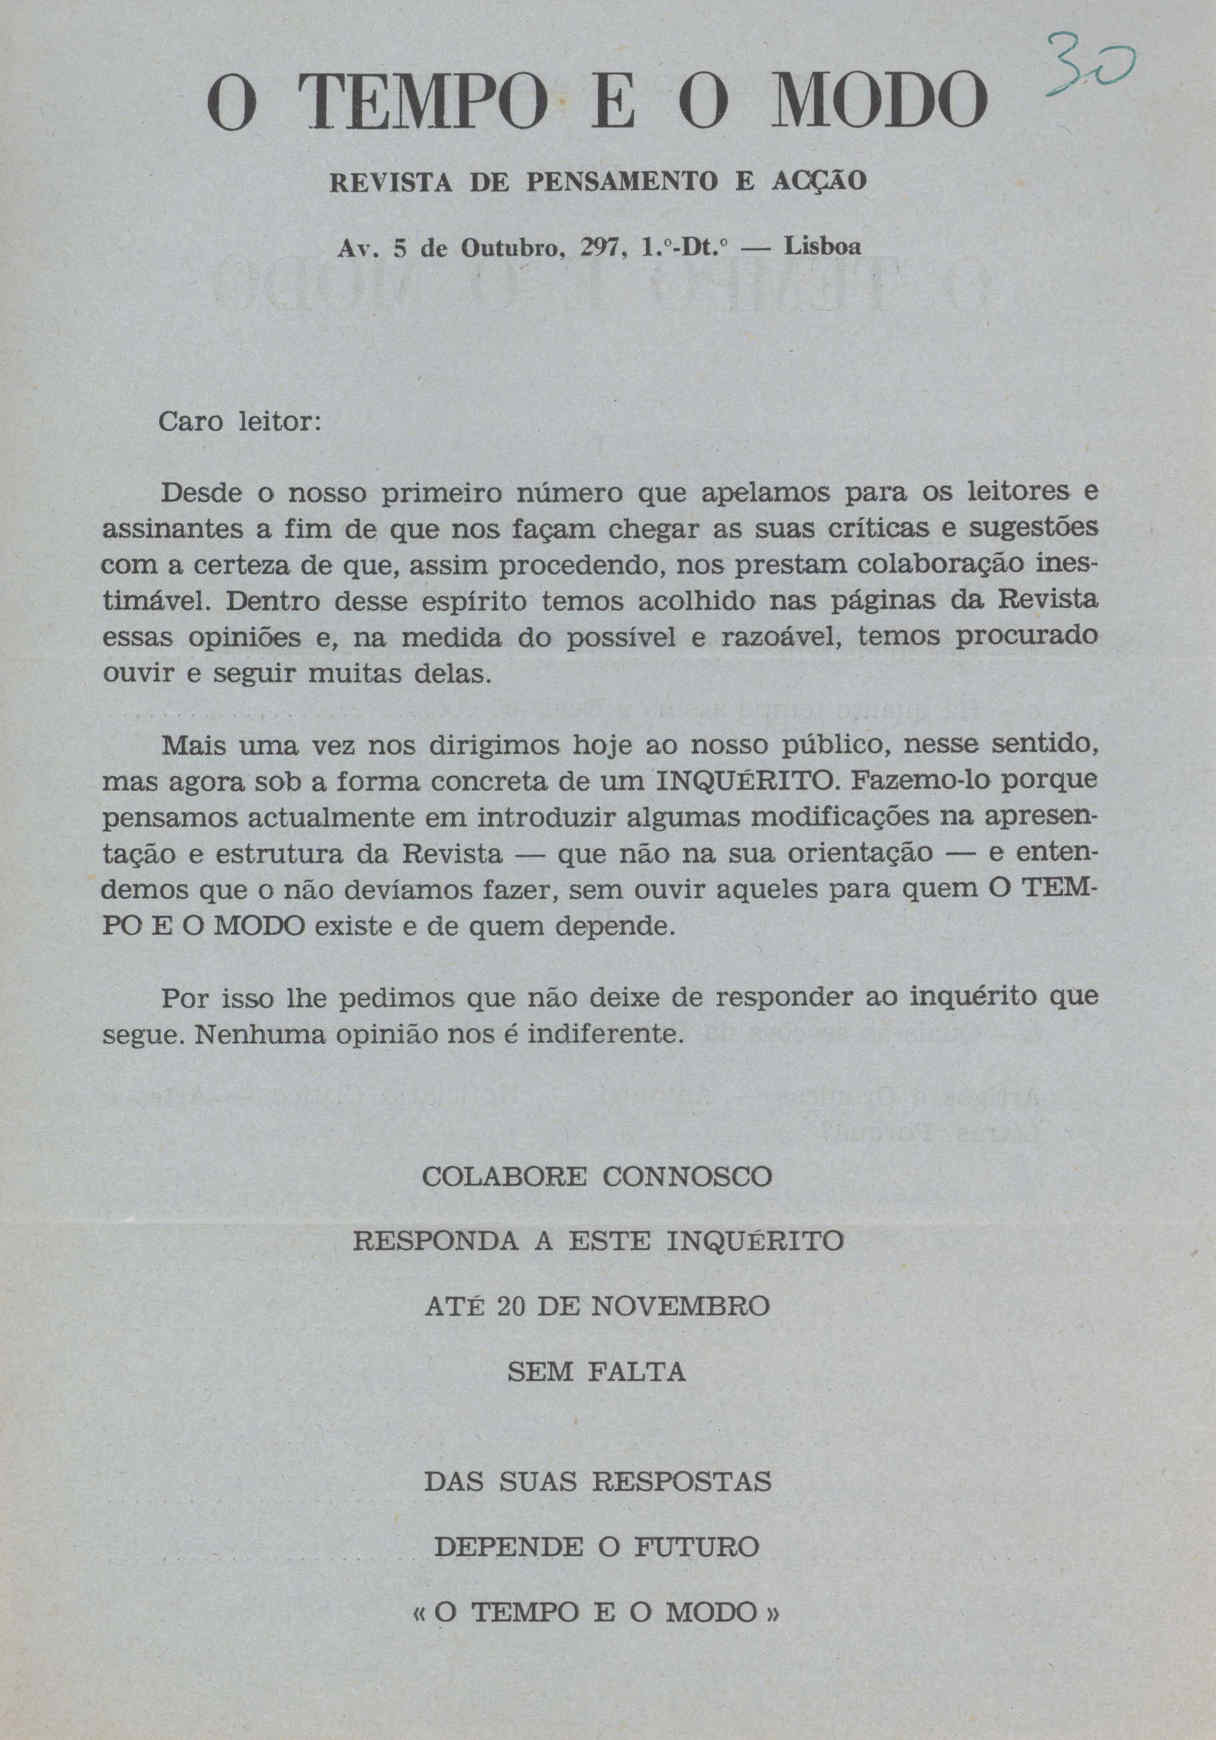 30
O TEMPO E O MODO
REVISTA DE PENSAMENTO E ACÇÃO
Av. 5 de Outubro, 297, 1.º-Dt.º — Lisboa
Caro leitor:
Desde o nosso primeiro número que apelamos para os leitores e
assinantes a fim de que nos façam chegar as suas críticas e sugestões
com a certeza de que, assim procedendo, nos prestam colaboração ines-
timável. Dentro desse espírito temos acolhido nas páginas da Revista
essas opiniões e, na medida do possível e razoável, temos procurado
ouvir e seguir muitas delas.
Mais uma vez nos dirigimos hoje ao nosso público, nesse sentido,
mas agora sob a forma concreta de um INQUÉRITO. Fazemo-lo porque
pensamos actualmente em introduzir algumas modificações na apresen-
tação e estrutura da Revista — que não na sua orientação — e enten-
demos que o não devíamos fazer, sem ouvir aqueles para quem O TEM-
PO E O MODO existe e de quem depende.
Por isso lhe pedimos que não deixe de responder ao inquérito que
segue. Nenhuma opinião nos é indiferente.
COLABORE CONNOSCO
RESPONDA A ESTE INQUÉRITO
ATÉ 20 DE NOVEMBRO
SEM FALTA
DAS SUAS RESPOSTAS
DEPENDE O FUTURO
« O TEMPO E O MODO »